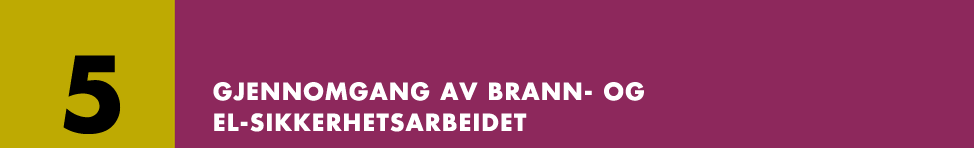 5
GJENNOMGANG AV BRANN- OG
EL-SIKKERHETSARBEIDET